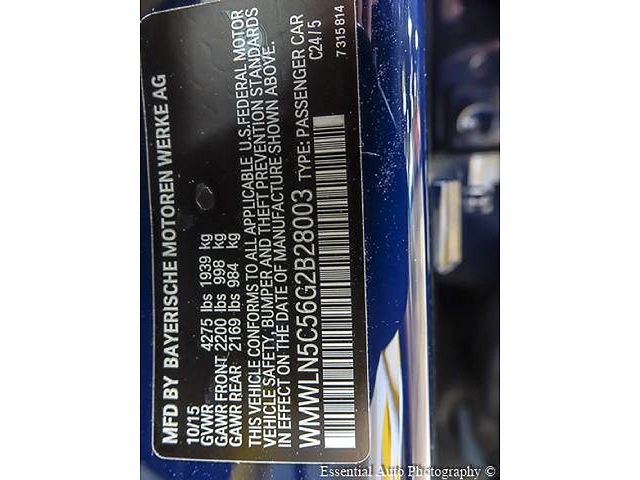 MFD BY BAYERISCHE MOTOREN WERKE AG
10/15
GVWR 4275 lbs 1939 kg
GAWR FRONT 2200 lbs 998 kg
GAWR REAR 2169 lbs 984 kg
THIS VEHICLE CONFORMS TO ALL APPLICABLE U.S. FEDERAL MOTOR
VEHICLE SAFETY, BUMPER AND THEFT PREVENTION STANDARDS
IN EFFECT ON THE DATE OF MANUFACTURE SHOWN ABOVE.
WMWLN5C56G2B28003 TYPE: PASSENGER CAR
C24/5
7 315 814
Essential Auto Photography ©